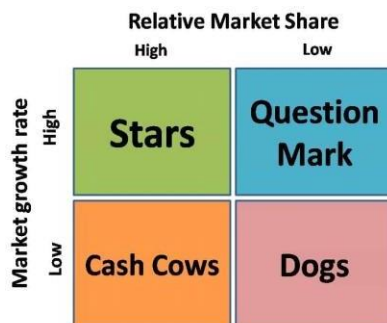 Relative Market Share
High Low
Market growth rate
High
Stars
Question
Mark
Low
Cash Cows
Dogs